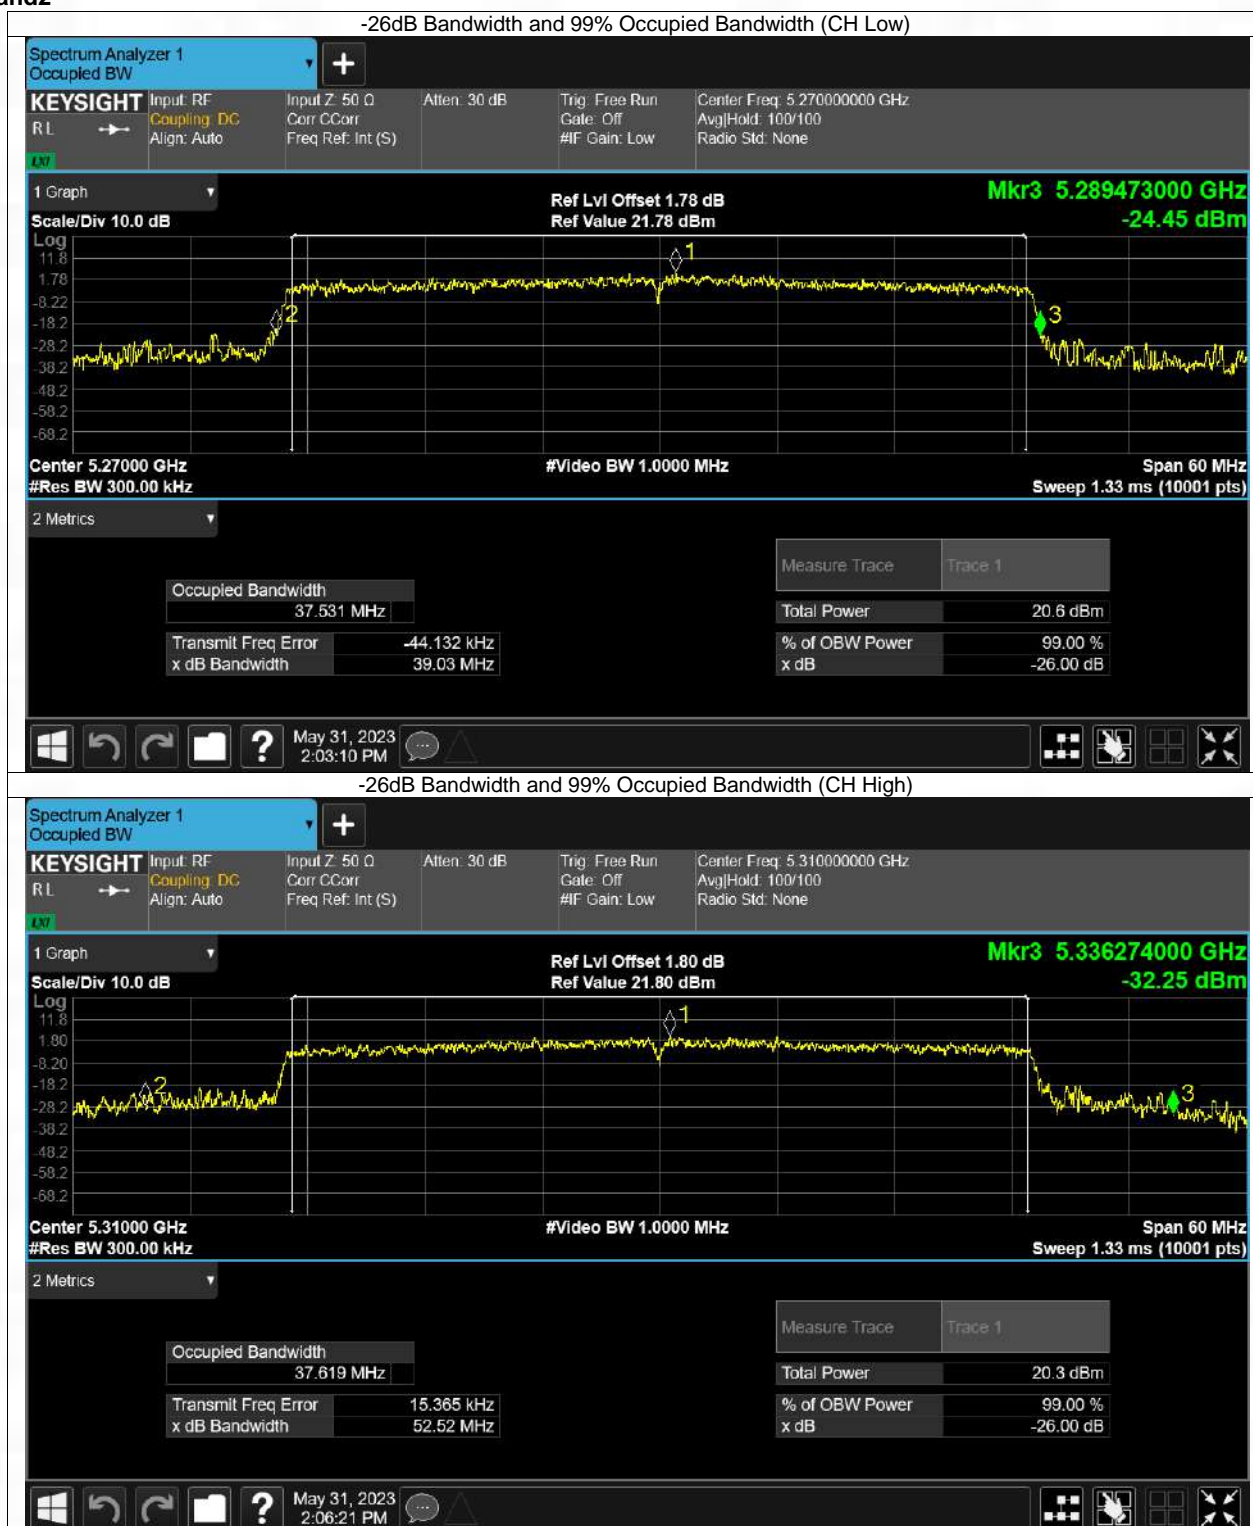 -26dB Bandwidth and 99% Occupied Bandwidth (CH Low)
Spectrum Analyzer 1
Occupied BW
+
KEYSIGHT
RL
LXI
Input: RF
Coupling: DC
Align: Auto
Input Z: 50 Ω
Corr CCorr
Freq Ref: Int (S)
Atten: 30 dB
Trig: Free Run
Gate: Off
#IF Gain: Low
Center Freq: 5.270000000 GHz
Avg|Hold: 100/100
Radio Std: None
1 Graph
Scale/Div 10.0 dB
Ref Lvl Offset 1.78 dB
Ref Value 21.78 dBm
Mkr3 5.289473000 GHz
-24.45 dBm
Log
11.8
1.78
-8.22
-18.2
-28.2
-38.2
-48.2
-58.2
-68.2
1
2
3
Center 5.27000 GHz
#Res BW 300.00 kHz
#Video BW 1.0000 MHz
Span 60 MHz
Sweep 1.33 ms (10001 pts)
2 Metrics
Measure Trace Trace 1
Occupied Bandwidth
37.531 MHz
Total Power 20.6 dBm
Transmit Freq Error -44.132 kHz
% of OBW Power 99.00 %
x dB Bandwidth 39.03 MHz
x dB -26.00 dB
?
May 31, 2023
2:03:10 PM
-26dB Bandwidth and 99% Occupied Bandwidth (CH High)
Spectrum Analyzer 1
Occupied BW
+
KEYSIGHT
RL
LXI
Input: RF
Coupling: DC
Align: Auto
Input Z: 50 Ω
Corr CCorr
Freq Ref: Int (S)
Atten: 30 dB
Trig: Free Run
Gate: Off
#IF Gain: Low
Center Freq: 5.310000000 GHz
Avg|Hold: 100/100
Radio Std: None
1 Graph
Scale/Div 10.0 dB
Ref Lvl Offset 1.80 dB
Ref Value 21.80 dBm
Mkr3 5.336274000 GHz
-32.25 dBm
Log
11.8
1.80
-8.20
-18.2
-28.2
-38.2
-48.2
-58.2
-68.2
1
2
3
Center 5.31000 GHz
#Res BW 300.00 kHz
#Video BW 1.0000 MHz
Span 60 MHz
Sweep 1.33 ms (10001 pts)
2 Metrics
Measure Trace Trace 1
Occupied Bandwidth
37.619 MHz
Total Power 20.3 dBm
Transmit Freq Error 15.365 kHz
% of OBW Power 99.00 %
x dB Bandwidth 52.52 MHz
x dB -26.00 dB
?
May 31, 2023
2:06:21 PM